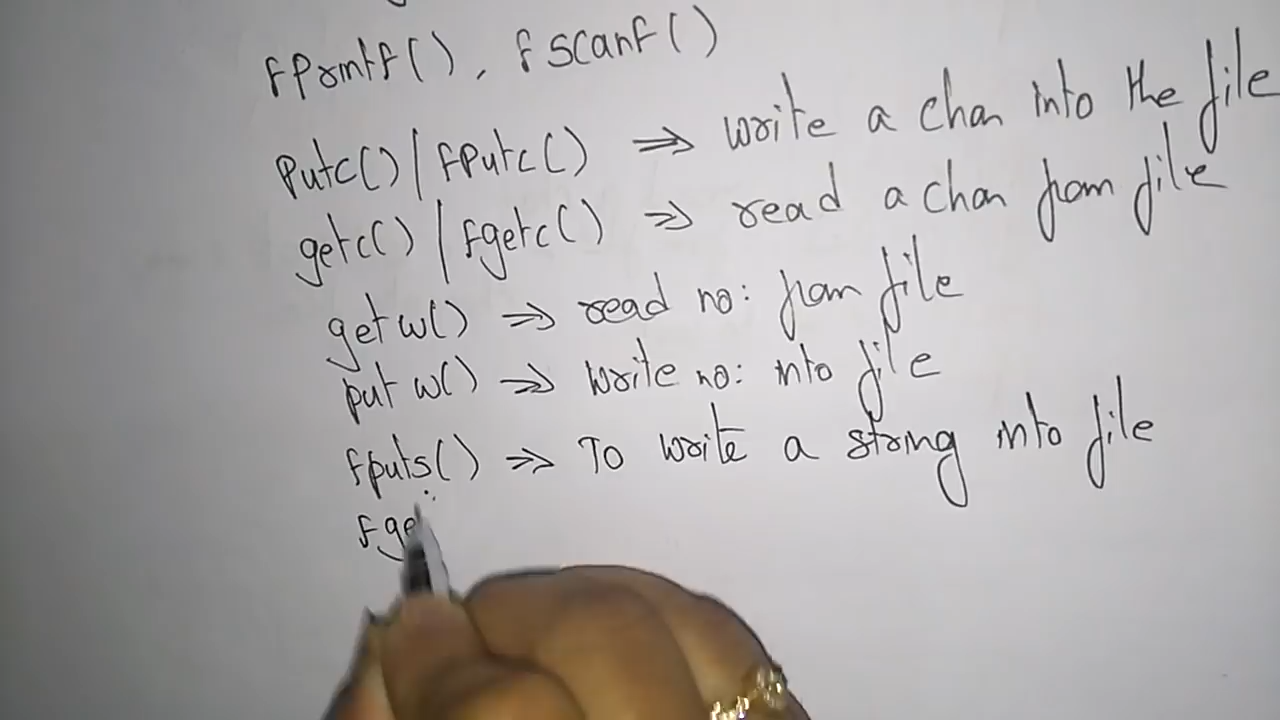 fprintf(), fscanf()
putc() / fputc() ⇒ write a char into the file
getc() / fgetc() ⇒ read a char from file
getw() ⇒ read no: from file
putw() ⇒ write no: into file
fputs() ⇒ To write a string into file
fge